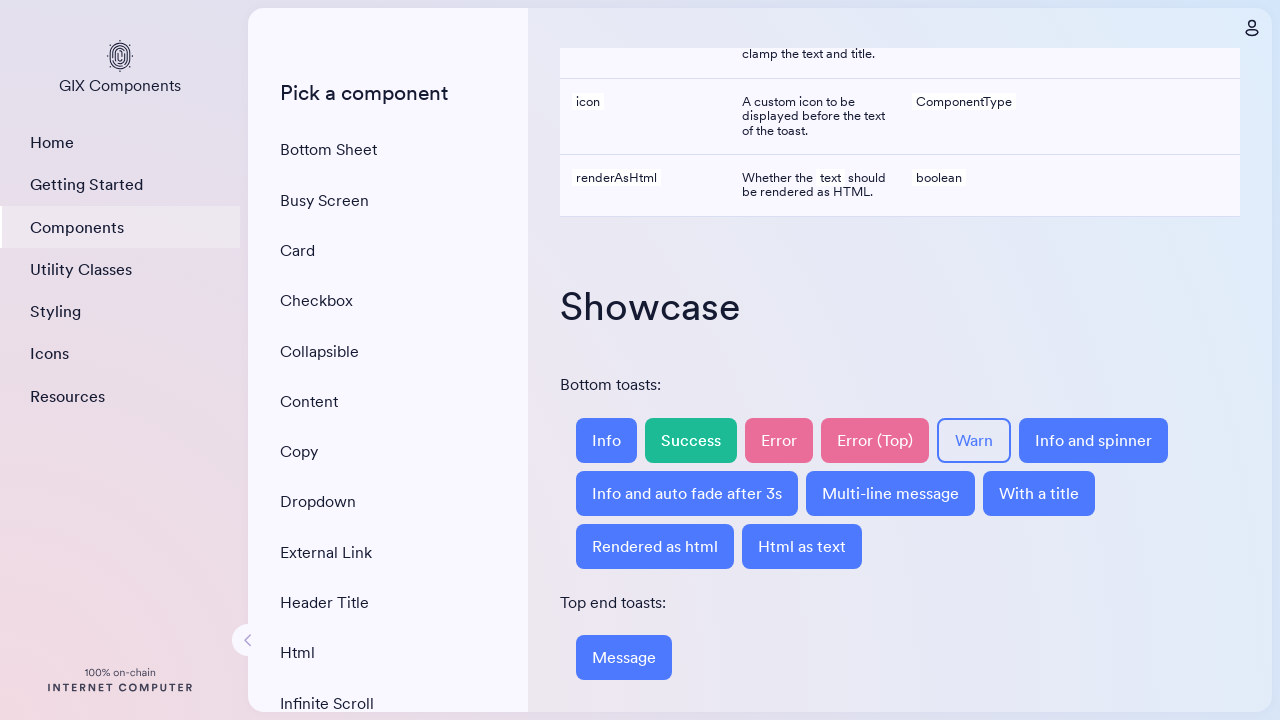 GIX Components
Home
Getting Started
Components
Utility Classes
Styling
Icons
Resources
100% on-chain
INTERNET COMPUTER
Pick a component
Bottom Sheet
Busy Screen
Card
Checkbox
Collapsible
Content
Copy
Dropdown
External Link
Header Title
Html
Infinite Scroll
clamp the text and title.
icon
A custom icon to be
displayed before the text
of the toast.
ComponentType
renderAsHtml
Whether the text should
be rendered as HTML.
boolean
Showcase
Bottom toasts:
Info
Success
Error
Error (Top)
Warn
Info and spinner
Info and auto fade after 3s
Multi-line message
With a title
Rendered as html
Html as text
Top end toasts:
Message